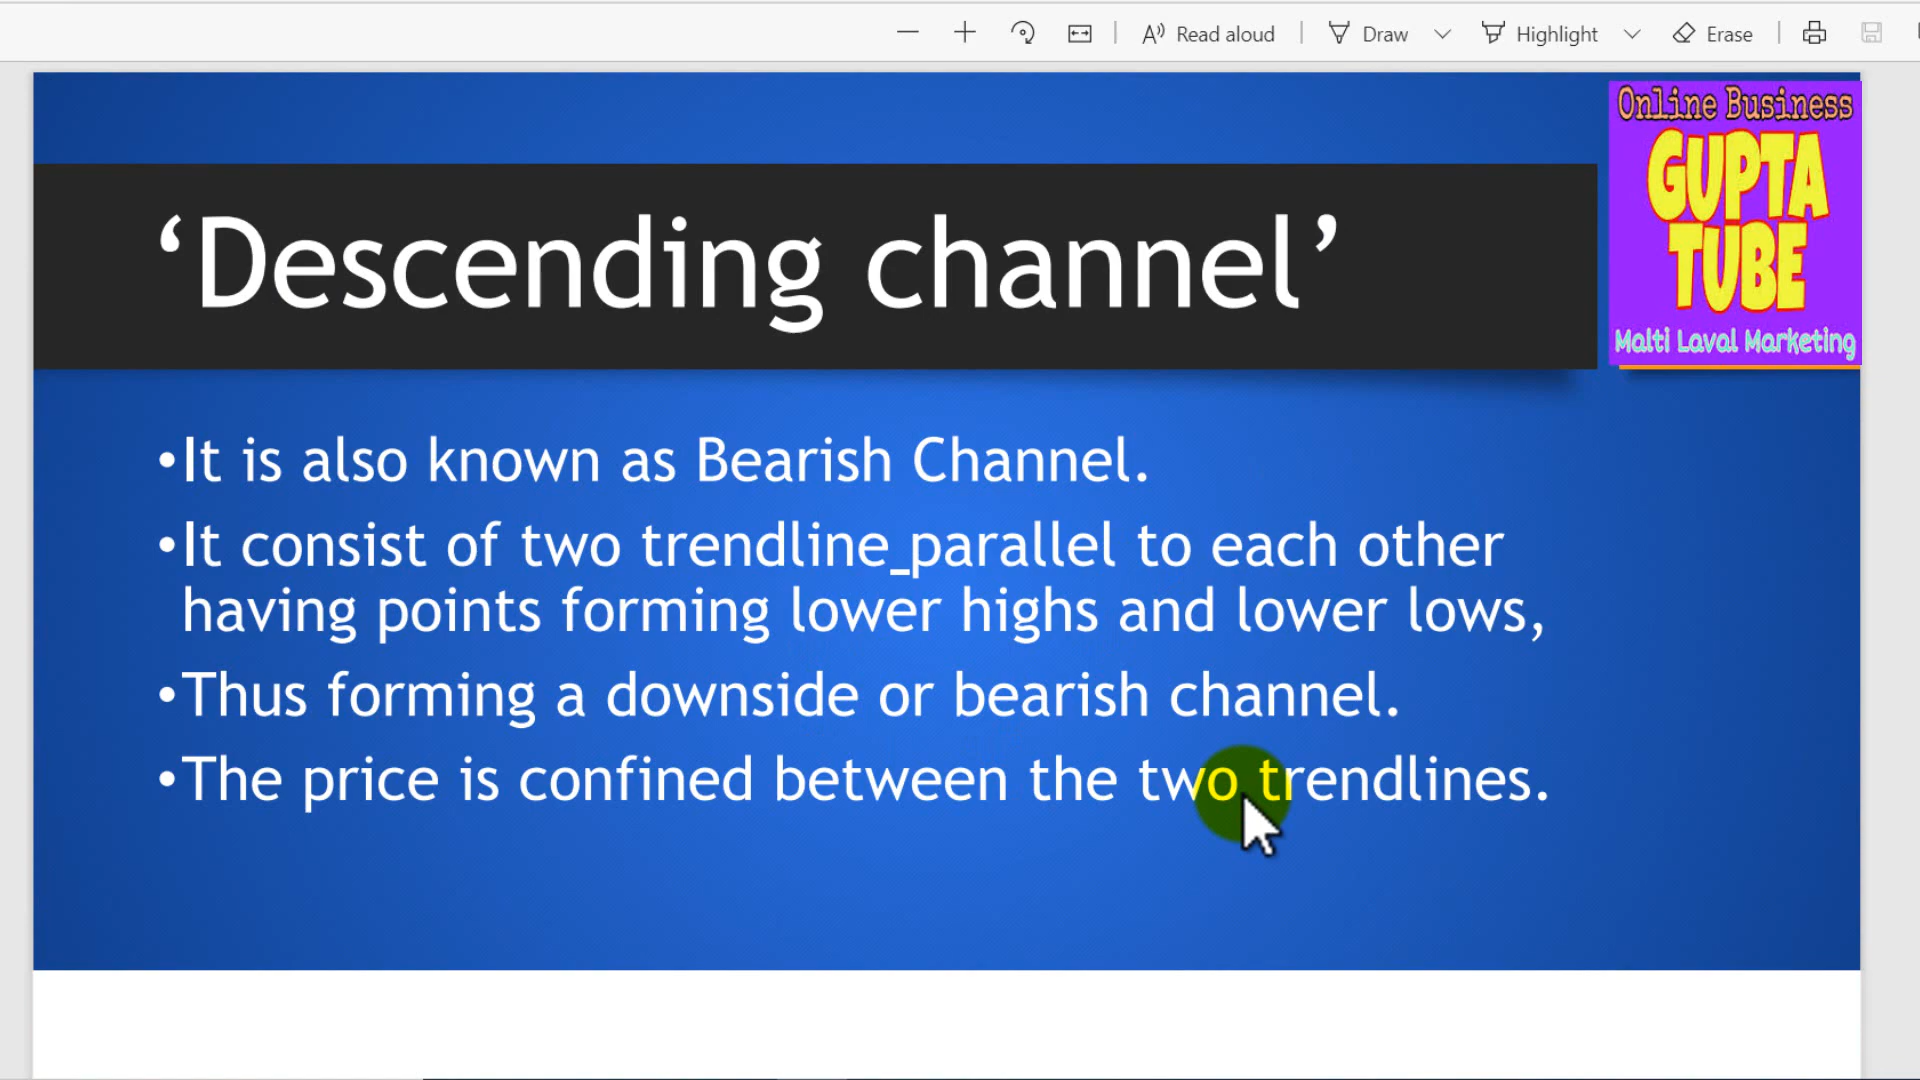 Read aloud
Draw
Highlight
Erase
Online Business
GUPTA
TUBE
Malti Laval Marketing
‘Descending channel’
•It is also known as Bearish Channel.
•It consist of two trendline_parallel to each other
having points forming lower highs and lower lows,
•Thus forming a downside or bearish channel.
•The price is confined between the two trendlines.